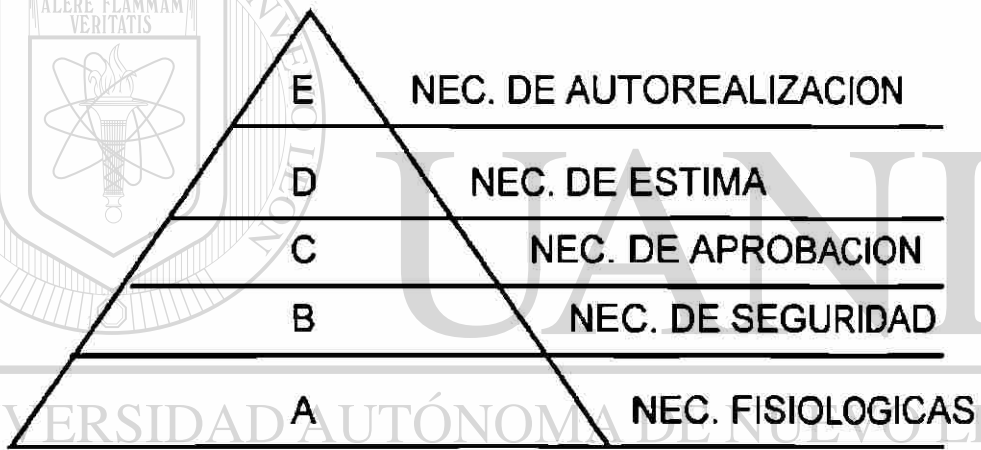 ALERE FLAMMAM
VERITATIS
E NEC. DE AUTOREALIZACION
D NEC. DE ESTIMA
UANL
C NEC. DE APROBACION
B NEC. DE SEGURIDAD
A NEC. FISIOLOGICAS
AUTÓNOMA DE NUEVO